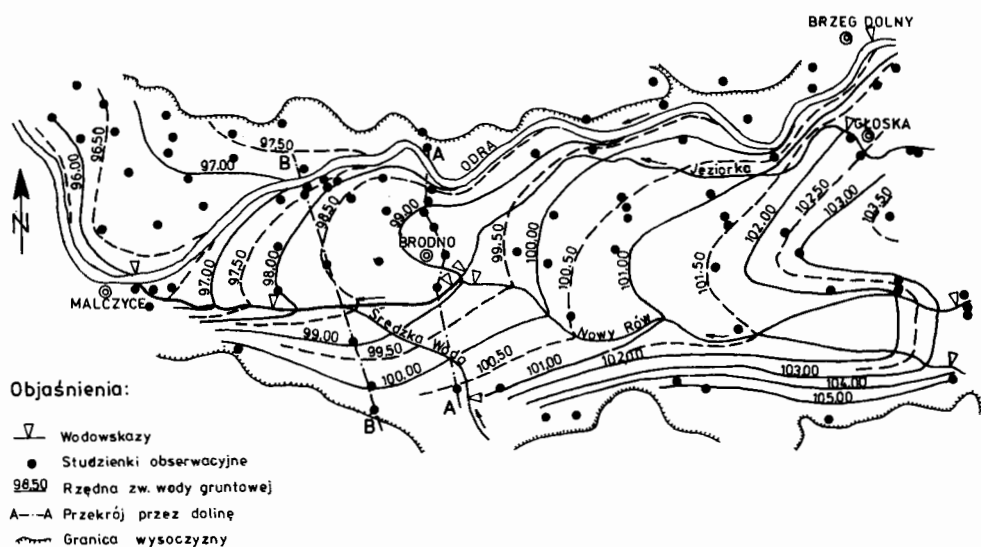 BRZEG DOLNY
GŁOSKA
ODRA
Jeziorka
BRODNO
MALCZYCE
Średzka Woda
Nowy Rów
N
A
A
B
B
96.00
96.50
97.00
97.50
97.00
97.50
98.00
98.50
99.00
99.50
100.00
100.50
101.00
101.50
102.00
102.50
103.00
103.50
99.00
99.50
100.00
100.50
101.00
102.00
103.00
104.00
105.00
Objaśnienia:
Wodowskazy
Studzienki obserwacyjne
98.50 Rzędna zw. wody gruntowej
A-·-A Przekrój przez dolinę
Granica wysoczyzny